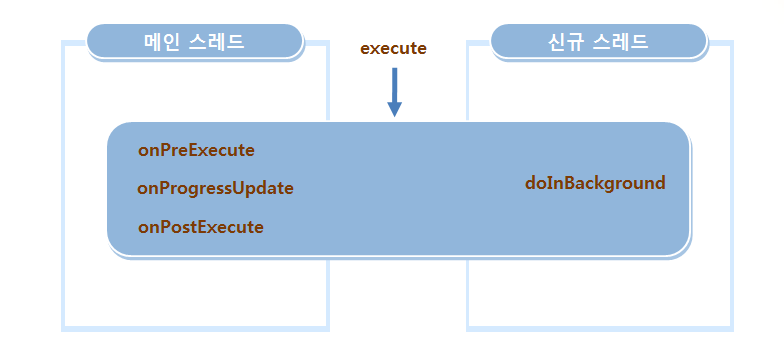 메인 스레드
execute
신규 스레드
onPreExecute
onProgressUpdate
doInBackground
onPostExecute